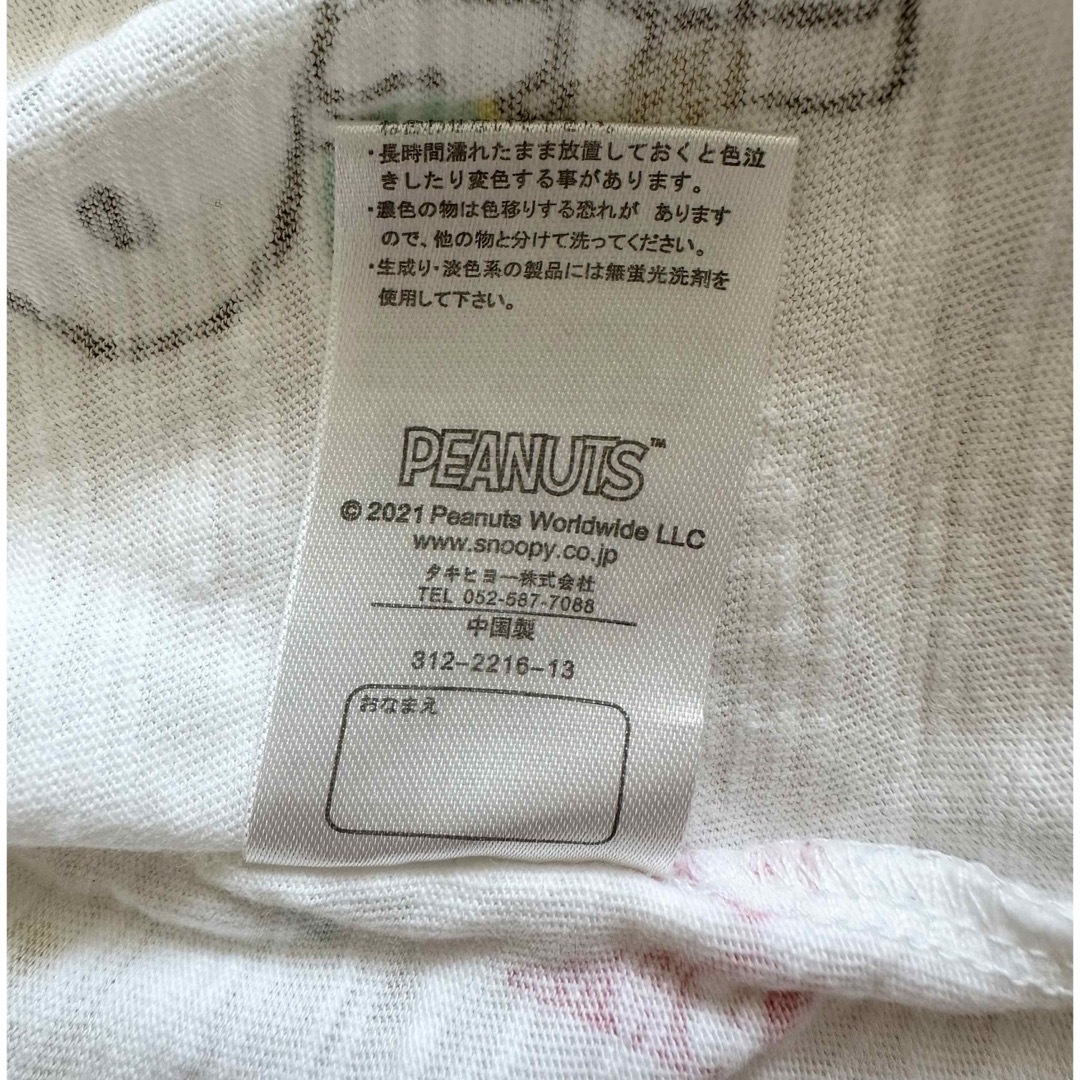 ・長時間濡れたまま放置しておくと色泣
きしたり変色する事があります。
・濃色の物は色移りする恐れが あります
ので、他の物と分けて洗ってください。
・生成り・淡色系の製品には無蛍光洗剤を
使用して下さい。
PEANUTS™
© 2021 Peanuts Worldwide LLC
www.snoopy.co.jp
タキヒヨー株式会社
TEL 052-587-7088
中国製
312-2216-13
おなまえ